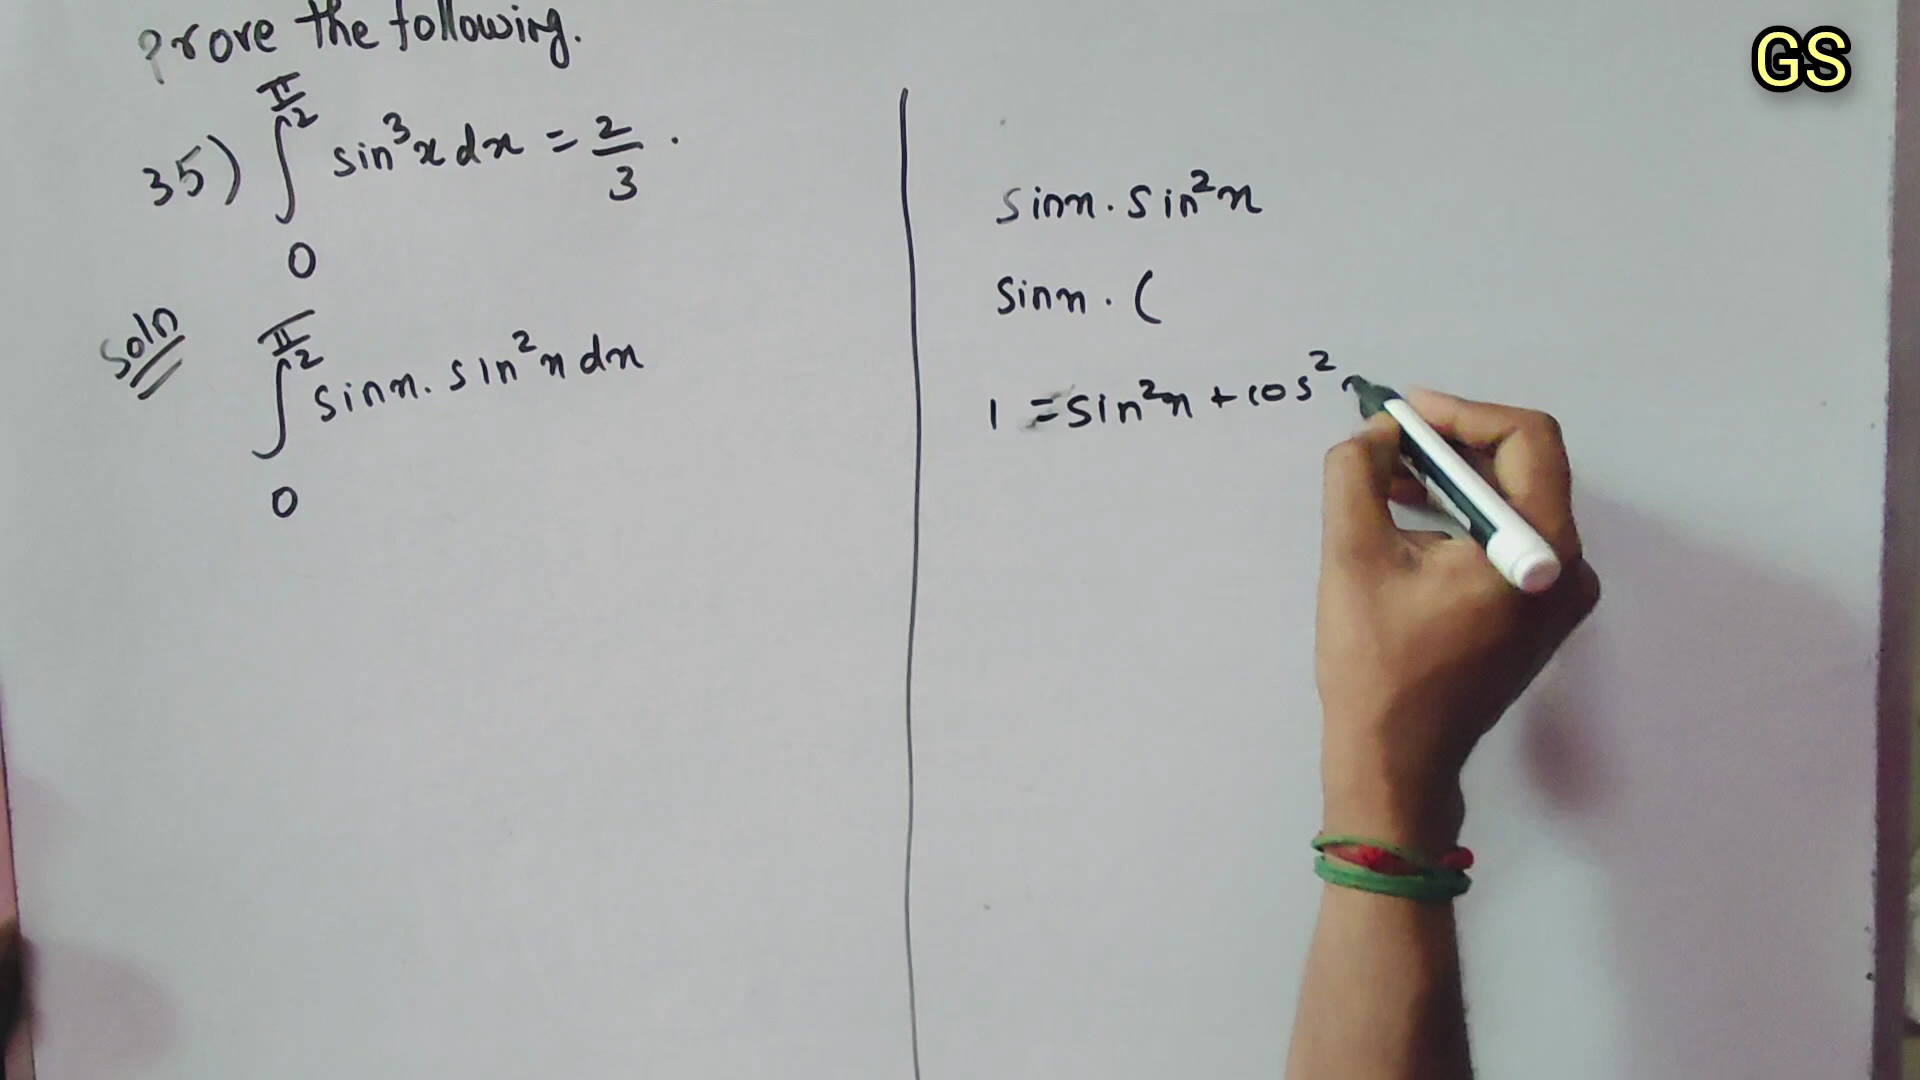 Prove the following.
35) ∫₀^(π/2) sin³x dx = 2/3 .
Soln ∫₀^(π/2) sinx. sin²x dx
sinx. sin²x
sinx. (
1 = sin²x + cos²
GS